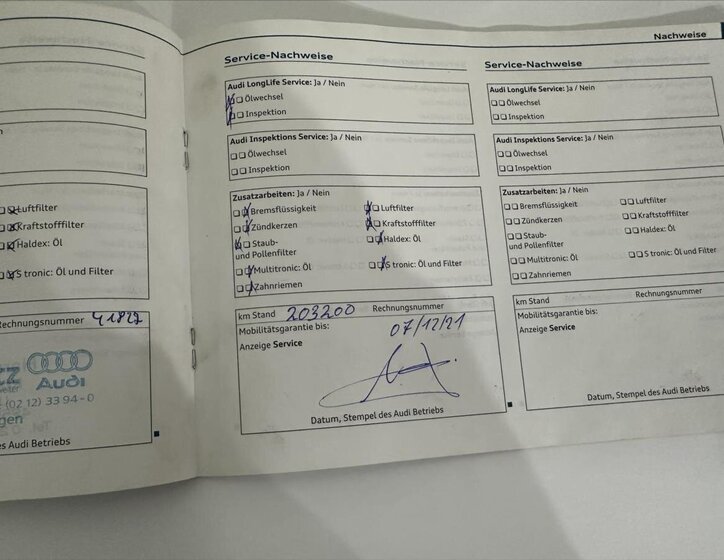 Nachweise
Luftfilter
Kraftstofffilter
Haldex: Öl
S tronic: Öl und Filter
Rechnungsnummer 41822
Audi
(0212) 33 94-0
des Audi Betriebs
Service-Nachweise
Audi LongLife Service: Ja / Nein
Ölwechsel
Inspektion
Audi Inspektions Service: Ja / Nein
Ölwechsel
Inspektion
Zusatzarbeiten: Ja / Nein
Bremsflüssigkeit Luftfilter
Zündkerzen Kraftstofffilter
Staub- Haldex: Öl
und Pollenfilter
Multitronic: Öl S tronic: Öl und Filter
Zahnriemen
km Stand 203200 Rechnungsnummer
Mobilitätsgarantie bis: 07/12/21
Anzeige Service
Datum, Stempel des Audi Betriebs
Service-Nachweise
Audi LongLife Service: Ja / Nein
Ölwechsel
Inspektion
Audi Inspektions Service: Ja / Nein
Ölwechsel
Inspektion
Zusatzarbeiten: Ja / Nein
Bremsflüssigkeit Luftfilter
Zündkerzen Kraftstofffilter
Staub- Haldex: Öl
und Pollenfilter
Multitronic: Öl S tronic: Öl und Filter
Zahnriemen
km Stand Rechnungsnummer
Mobilitätsgarantie bis:
Anzeige Service
Datum, Stempel des Audi Betriebs